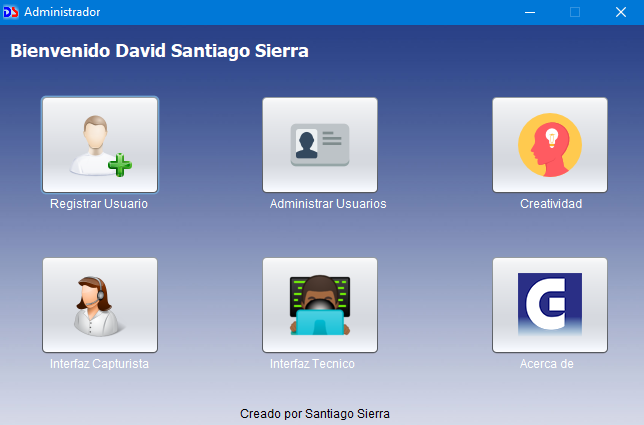 Administrador
Bienvenido David Santiago Sierra
Registrar Usuario
Administrar Usuarios
Creatividad
Interfaz Capturista
Interfaz Tecnico
Acerca de
Creado por Santiago Sierra